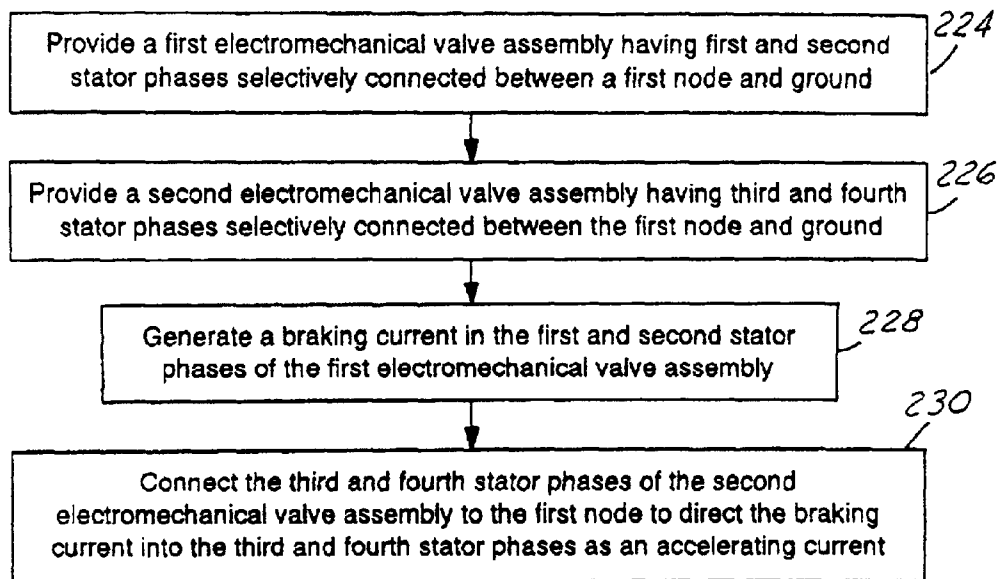 Provide a first electromechanical valve assembly having first and second
stator phases selectively connected between a first node and ground
224
Provide a second electromechanical valve assembly having third and fourth
stator phases selectively connected between the first node and ground
226
Generate a braking current in the first and second stator
phases of the first electromechanical valve assembly
228
230
Connect the third and fourth stator phases of the second
electromechanical valve assembly to the first node to direct the braking
current into the third and fourth stator phases as an accelerating current